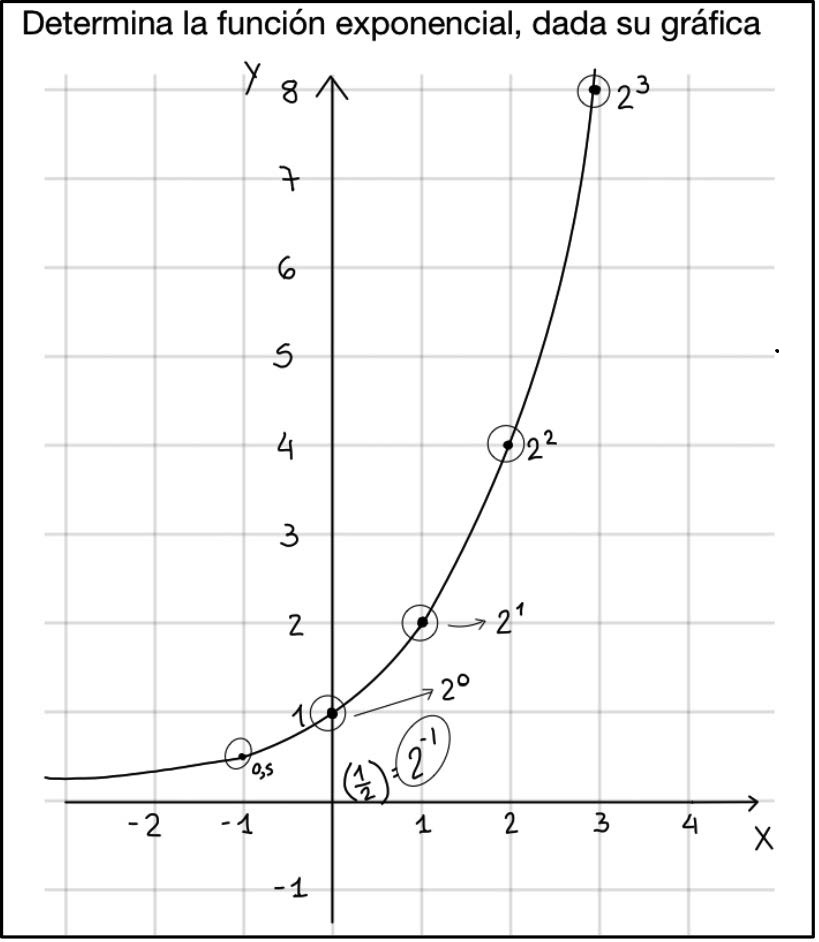 Determina la función exponencial, dada su gráfica
y
8
2³
7
6
5
4
2²
3
2
2¹
1
2⁰
0,5
(1/2) = 2⁻¹
-2 -1 1 2 3 4
X
-1